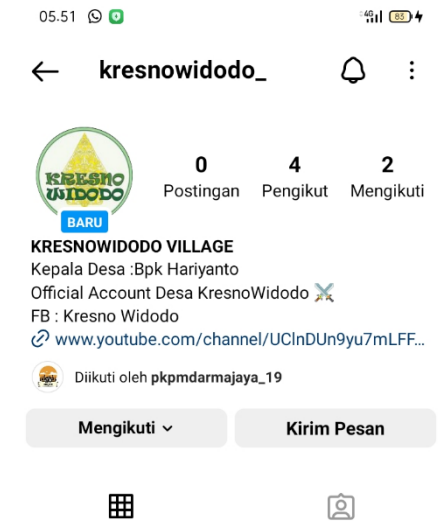 05.51
4G
83
kresnowidodo_
KRESNO
WIDODO
BARU
0 4 2
Postingan Pengikut Mengikuti
KRESNOWIDODO VILLAGE
Kepala Desa :Bpk Hariyanto
Official Account Desa KresnoWidodo
FB : Kresno Widodo
www.youtube.com/channel/UClnDUn9yu7mLFF...
Diikuti oleh pkpmdarmajaya_19
Mengikuti Kirim Pesan